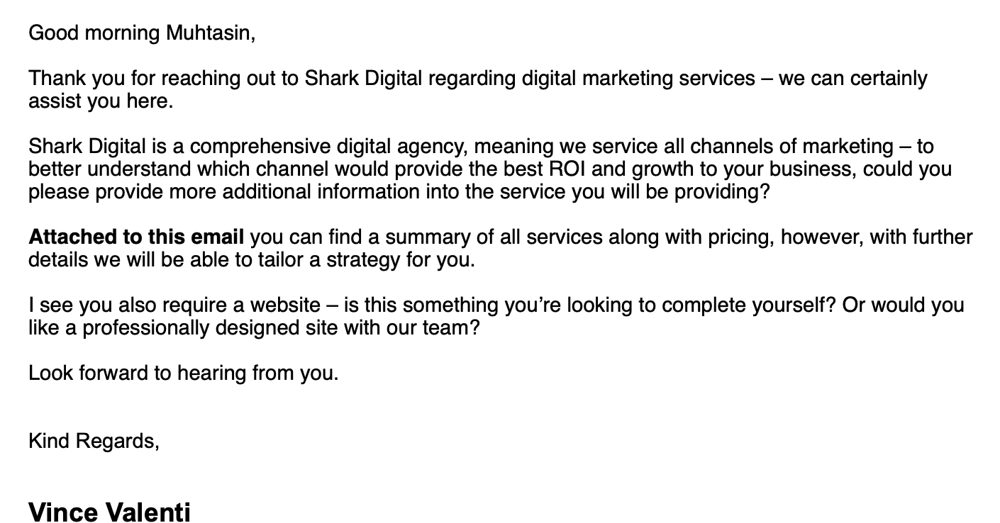 Good morning Muhtasin,
Thank you for reaching out to Shark Digital regarding digital marketing services – we can certainly
assist you here.
Shark Digital is a comprehensive digital agency, meaning we service all channels of marketing – to
better understand which channel would provide the best ROI and growth to your business, could you
please provide more additional information into the service you will be providing?
Attached to this email you can find a summary of all services along with pricing, however, with further
details we will be able to tailor a strategy for you.
I see you also require a website – is this something you’re looking to complete yourself? Or would you
like a professionally designed site with our team?
Look forward to hearing from you.
Kind Regards,
Vince Valenti